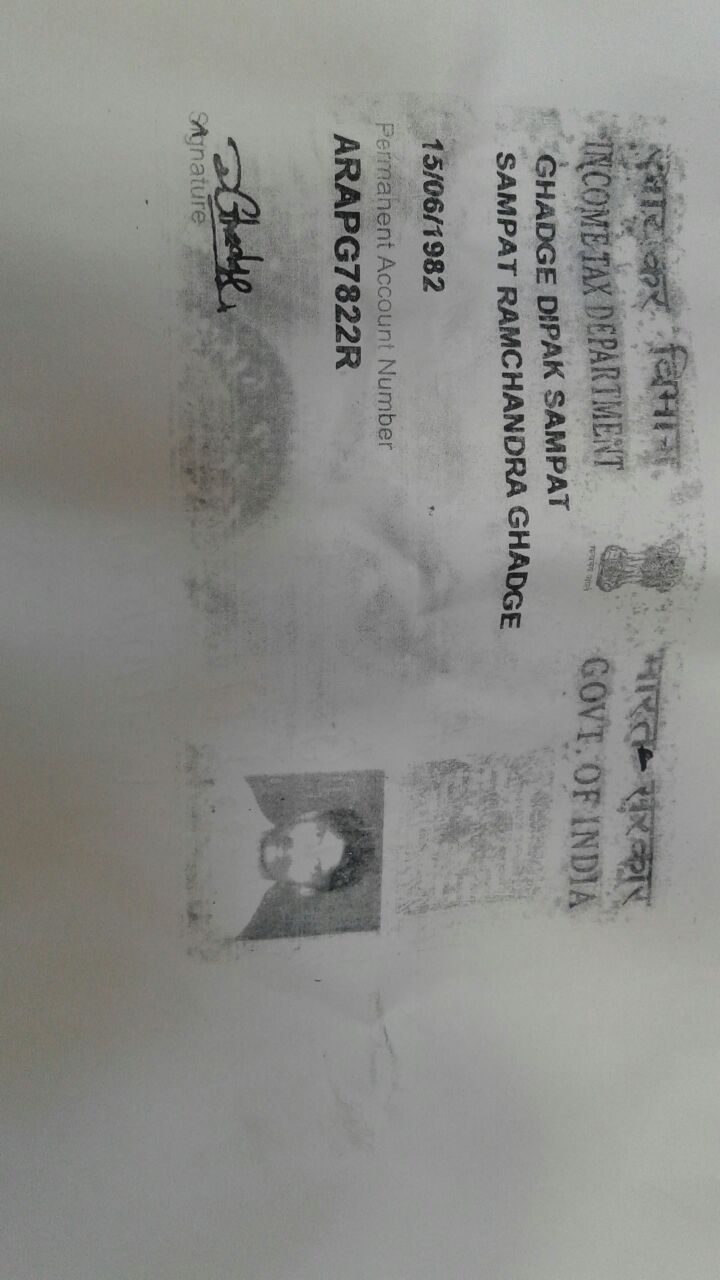 आयकर विभाग
INCOME TAX DEPARTMENT
सत्यमेव जयते
भारत सरकार
GOVT. OF INDIA
GHADGE DIPAK SAMPAT
SAMPAT RAMCHANDRA GHADGE
15/06/1982
Permanent Account Number
ARAPG7822R
D Ghadge
Signature